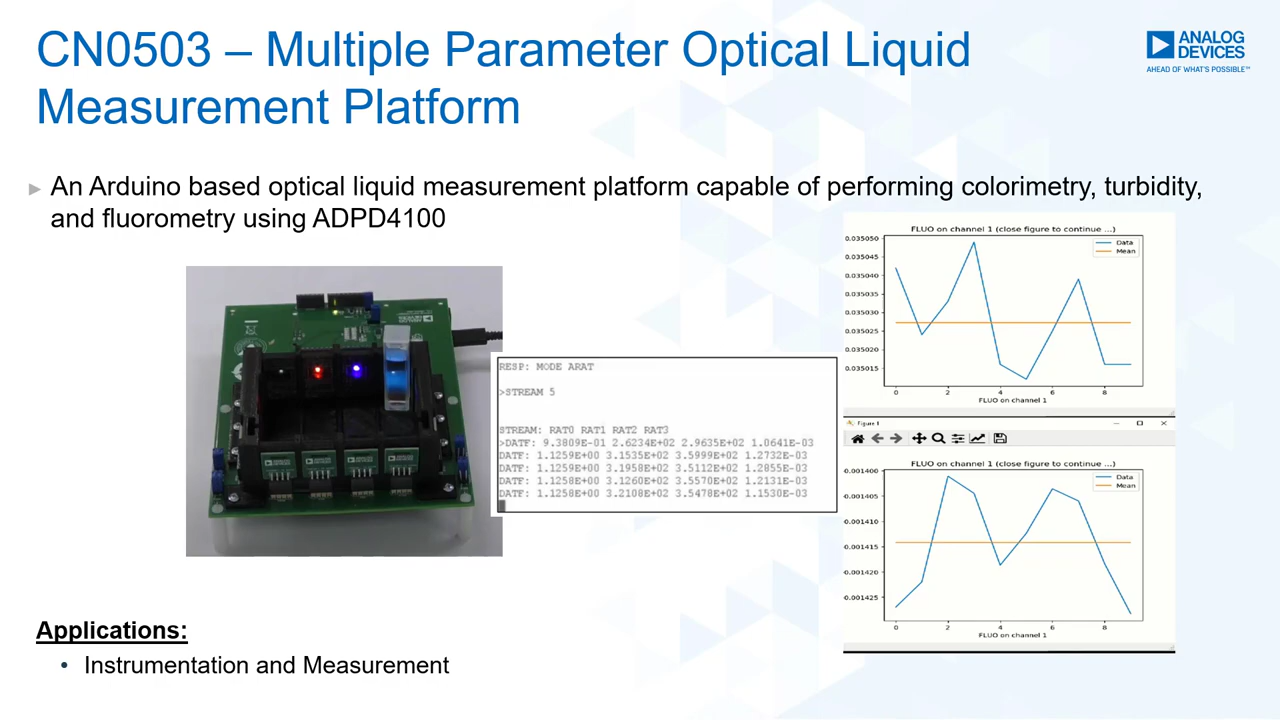 CN0503 – Multiple Parameter Optical Liquid
Measurement Platform
ANALOG
DEVICES
AHEAD OF WHAT'S POSSIBLE™
An Arduino based optical liquid measurement platform capable of performing colorimetry, turbidity,
and fluorometry using ADPD4100
RESP: MODE ARAT
>STREAM 5
STREAM: RAT0 RAT1 RAT2 RAT3
>DATF: 9.3809E-01 2.6234E+02 2.9635E+02 1.0641E-03
DATF: 1.1259E+00 3.1535E+02 3.5999E+02 1.2732E-03
DATF: 1.1259E+00 3.1958E+02 3.5112E+02 1.2855E-03
DATF: 1.1258E+00 3.1260E+02 3.5570E+02 1.2131E-03
DATF: 1.1258E+00 3.2108E+02 3.5478E+02 1.1530E-03
FLUO on channel 1 (close figure to continue ...)
Data
Mean
0.035050
0.035045
0.035040
0.035035
0.035030
0.035025
0.035020
0.035015
0 2 4 6 8
FLUO on channel 1
Figure 1
FLUO on channel 1 (close figure to continue ...)
Data
Mean
-0.001400
-0.001405
-0.001410
-0.001415
-0.001420
-0.001425
0 2 4 6 8
FLUO on channel 1
Applications:
• Instrumentation and Measurement